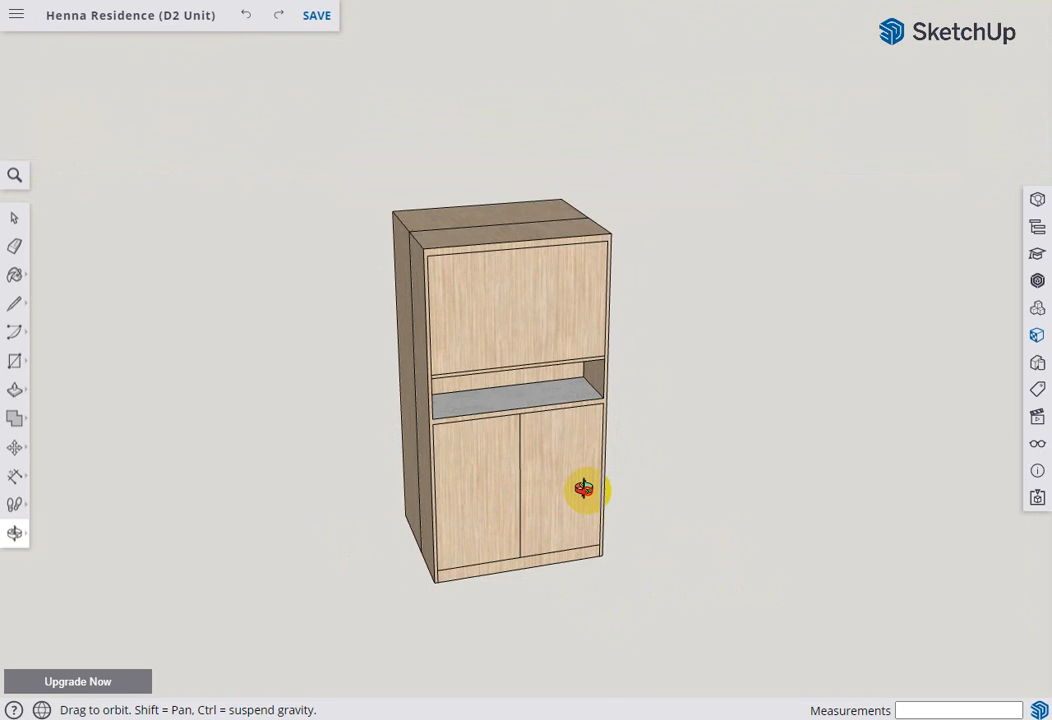 Henna Residence (D2 Unit)
SAVE
SketchUp
Upgrade Now
Drag to orbit. Shift = Pan, Ctrl = suspend gravity.
Measurements